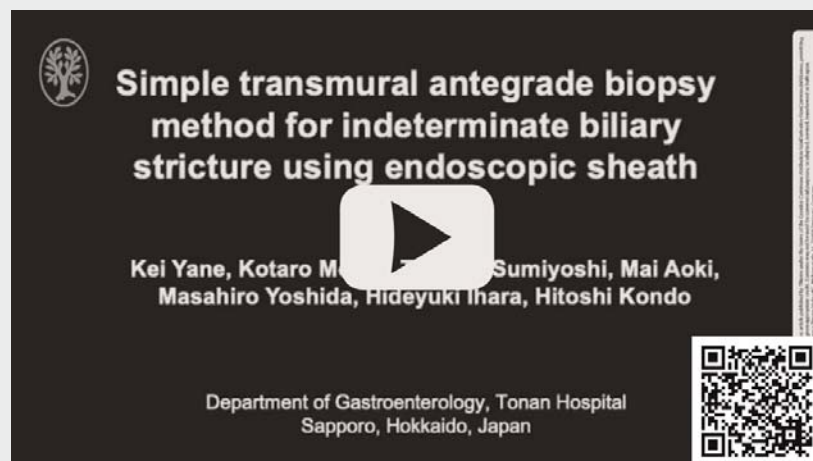 Simple transmural antegrade biopsy
method for indeterminate biliary
stricture using endoscopic sheath
Kei Yane, Kotaro Sumiyoshi, Mai Aoki,
Masahiro Yoshida, Hideyuki Ihara, Hitoshi Kondo
Department of Gastroenterology, Tonan Hospital
Sapporo, Hokkaido, Japan